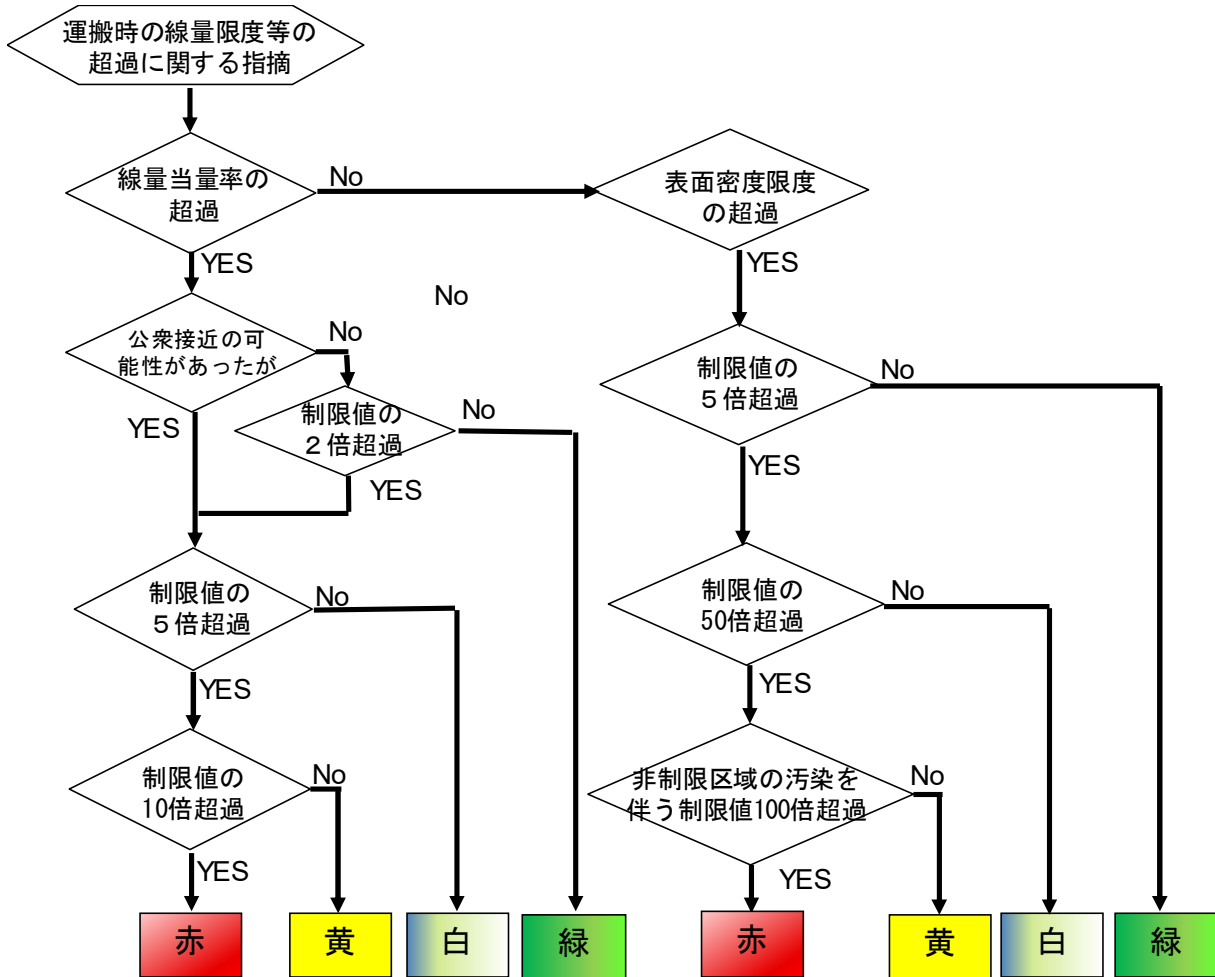 運搬時の線量限度等の
超過に関する指摘
線量当量率の
超過
No
表面密度限度
の超過
YES
YES
No
公衆接近の可
能性があったが
No
制限値の
５倍超過
No
YES
制限値の
２倍超過
No
YES
YES
制限値の
５倍超過
No
制限値の
50倍超過
No
YES
YES
制限値の
10倍超過
No
非制限区域の汚染を
伴う制限値100倍超過
No
YES
YES
赤
黄
白
緑
赤
黄
白
緑